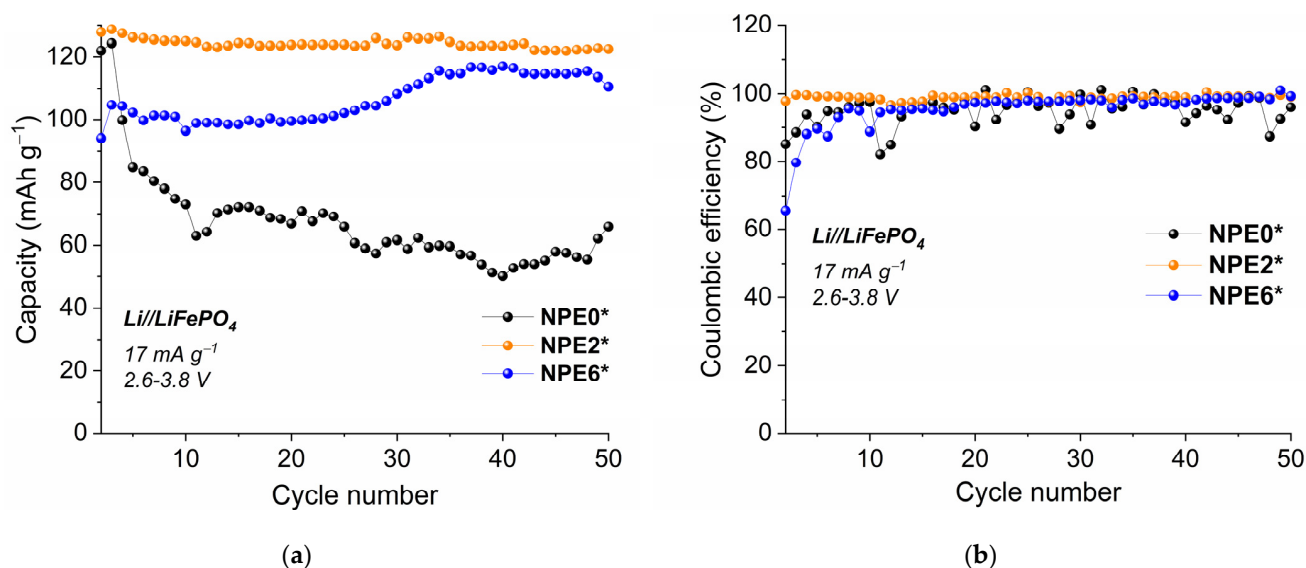 120
100
80
60
40
20
0
Capacity (mAh g⁻¹)
Li//LiFePO₄
17 mA g⁻¹
2.6-3.8 V
NPE0*
NPE2*
NPE6*
10 20 30 40 50
Cycle number
(a)
120
100
80
60
40
20
0
Coulombic efficiency (%)
Li//LiFePO₄
17 mA g⁻¹
2.6-3.8 V
NPE0*
NPE2*
NPE6*
10 20 30 40 50
Cycle number
(b)